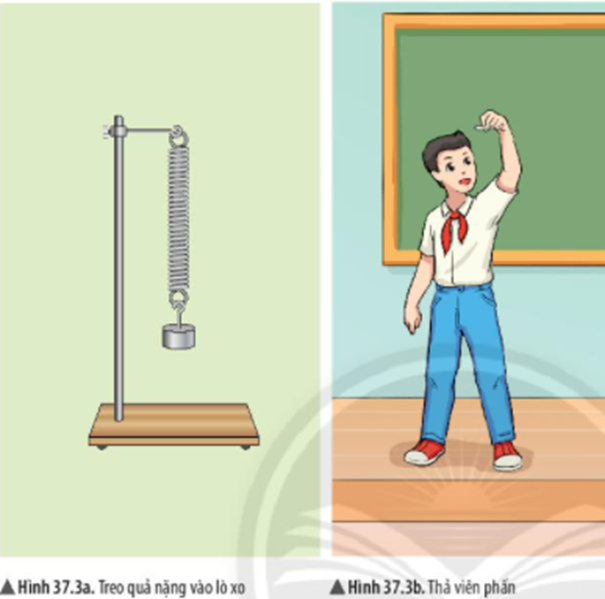 ▲Hình 37.3a. Treo quả nặng vào lò xo
▲Hình 37.3b. Thả viên phấn